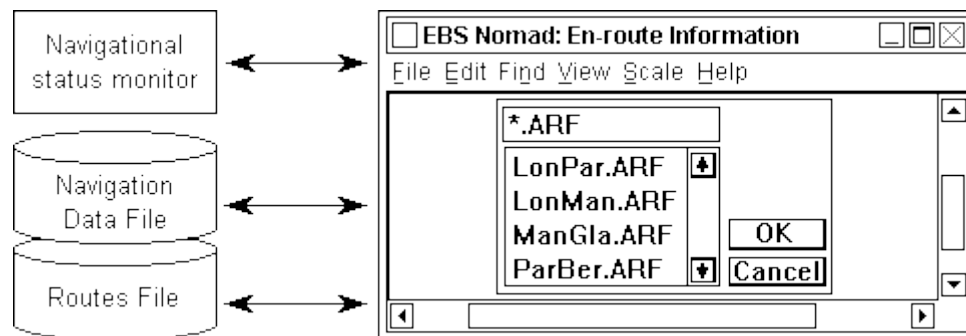 Navigational
status monitor
Navigation
Data File
Routes File
EBS Nomad: En-route Information
File Edit Find View Scale Help
*.ARF
LonPar.ARF
LonMan.ARF
ManGla.ARF
ParBer.ARF
OK
Cancel